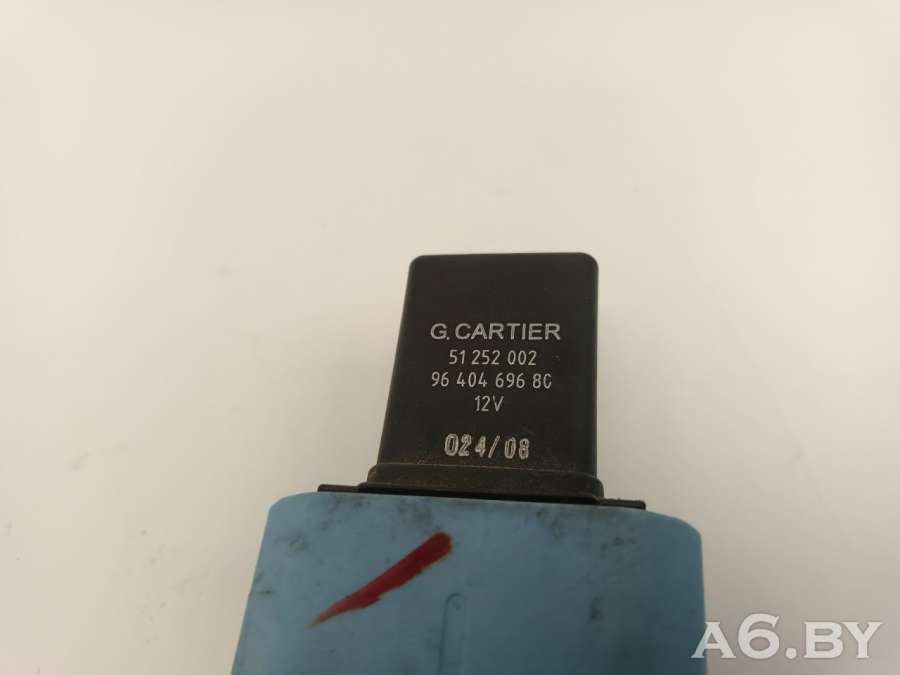 G. CARTIER
51 252 002
96 404 696 80
12V
024/08
A6.BY